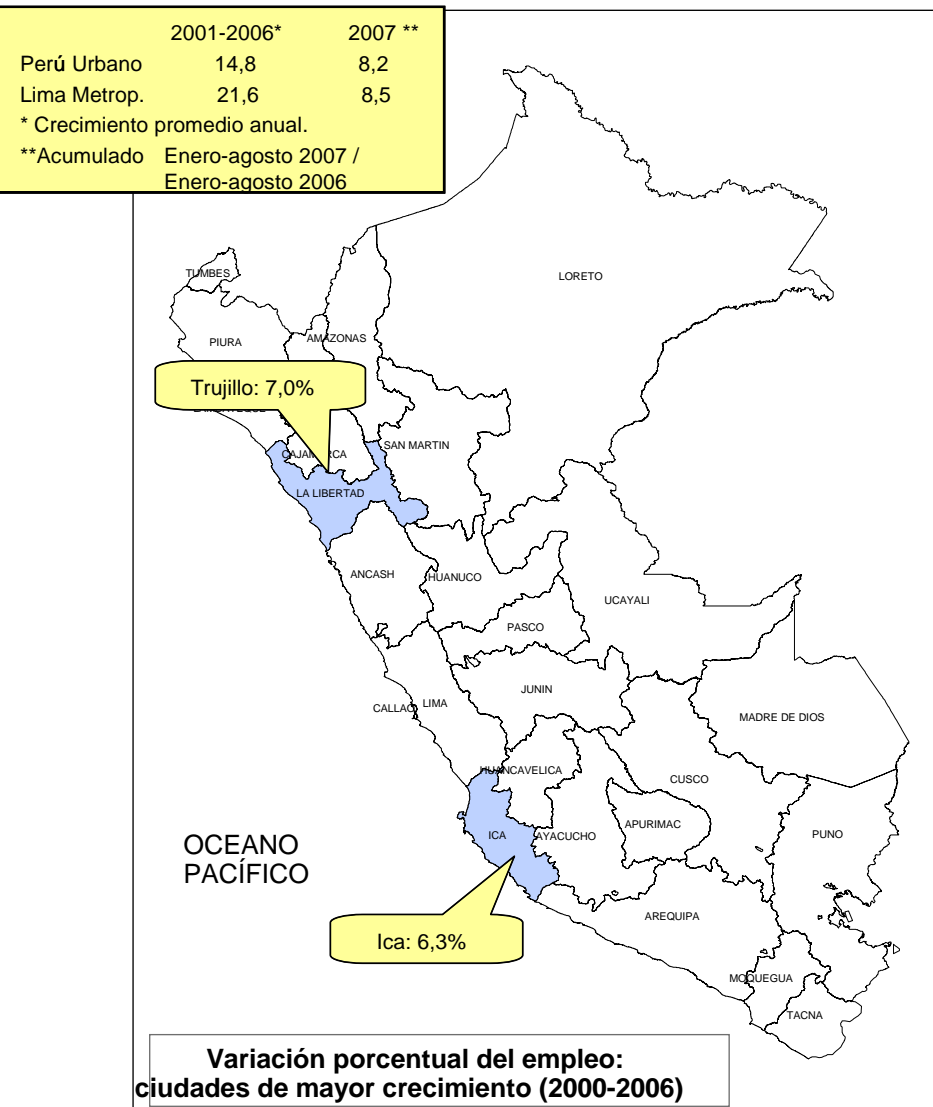 2001-2006* 2007 **
Perú Urbano 14,8 8,2
Lima Metrop. 21,6 8,5
* Crecimiento promedio anual.
**Acumulado Enero-agosto 2007 /
Enero-agosto 2006
LORETO
TUMBES
PIURA
AMAZONAS
Trujillo: 7,0%
CAJAMARCA
SAN MARTIN
LA LIBERTAD
ANCASH
HUANUCO
UCAYALI
PASCO
JUNIN
CALLAO
LIMA
MADRE DE DIOS
HUANCAVELICA
CUSCO
ICA
AYACUCHO
APURIMAC
PUNO
OCEANO
PACÍFICO
AREQUIPA
Ica: 6,3%
MOQUEGUA
TACNA
Variación porcentual del empleo:
ciudades de mayor crecimiento (2000-2006)